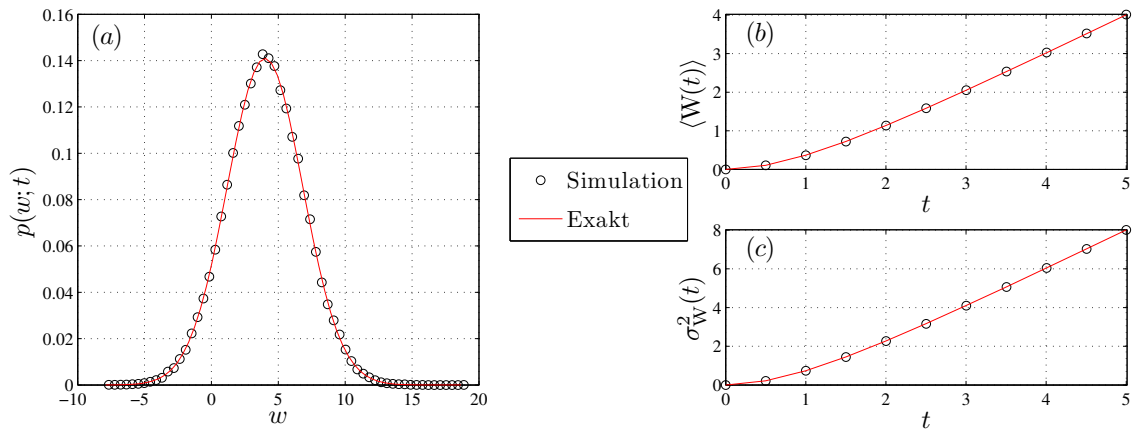 (a)
p(w; t)
0.16
0.14
0.12
0.1
0.08
0.06
0.04
0.02
0
−10 −5 0 5 10 15 20
w
Simulation
Exakt
(b)
⟨W(t)⟩
4
3
2
1
0
0 1 2 3 4 5
t
(c)
σ²_W(t)
8
6
4
2
0
0 1 2 3 4 5
t